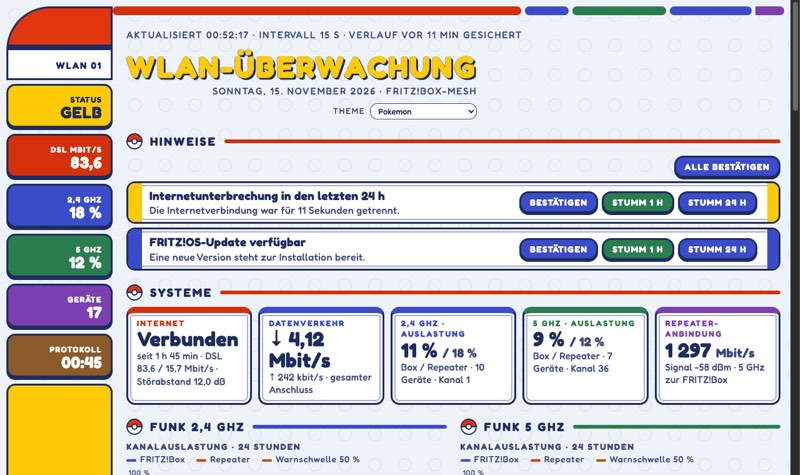 AKTUALISIERT 00:52:17 · INTERVALL 15 S · VERLAUF VOR 11 MIN GESICHERT
WLAN-ÜBERWACHUNG
SONNTAG, 15. NOVEMBER 2026 · FRITZ!BOX-MESH
THEME Pokemon
WLAN 01
STATUS
GELB
DSL MBIT/S
83,6
2,4 GHZ
18 %
5 GHZ
12 %
GERÄTE
17
PROTOKOLL
00:45
HINWEISE
ALLE BESTÄTIGEN
Internetunterbrechung in den letzten 24 h
Die Internetverbindung war für 11 Sekunden getrennt.
BESTÄTIGEN STUMM 1 H STUMM 24 H
FRITZ!OS-Update verfügbar
Eine neue Version steht zur Installation bereit.
BESTÄTIGEN STUMM 1 H STUMM 24 H
SYSTEME
INTERNET
Verbunden
seit 1 h 45 min · DSL
83,6 / 15,7 Mbit/s ·
Störabstand 12,0 dB
DATENVERKEHR
↓ 4,12
Mbit/s
↑ 242 kbit/s · gesamter
Anschluss
2,4 GHZ ·
AUSLASTUNG
11 % / 18 %
Box / Repeater · 10
Geräte · Kanal 1
5 GHZ · AUSLASTUNG
9 % / 12 %
Box / Repeater · 7
Geräte · Kanal 36
REPEATER-
ANBINDUNG
1 297 Mbit/s
Signal -58 dBm · 5 GHz
zur FRITZ!Box
FUNK 2,4 GHZ
KANALAUSLASTUNG · 24 STUNDEN
FRITZ!Box Repeater Warnschwelle 50 %
100 %
FUNK 5 GHZ
KANALAUSLASTUNG · 24 STUNDEN
FRITZ!Box Repeater Warnschwelle 50 %
100 %